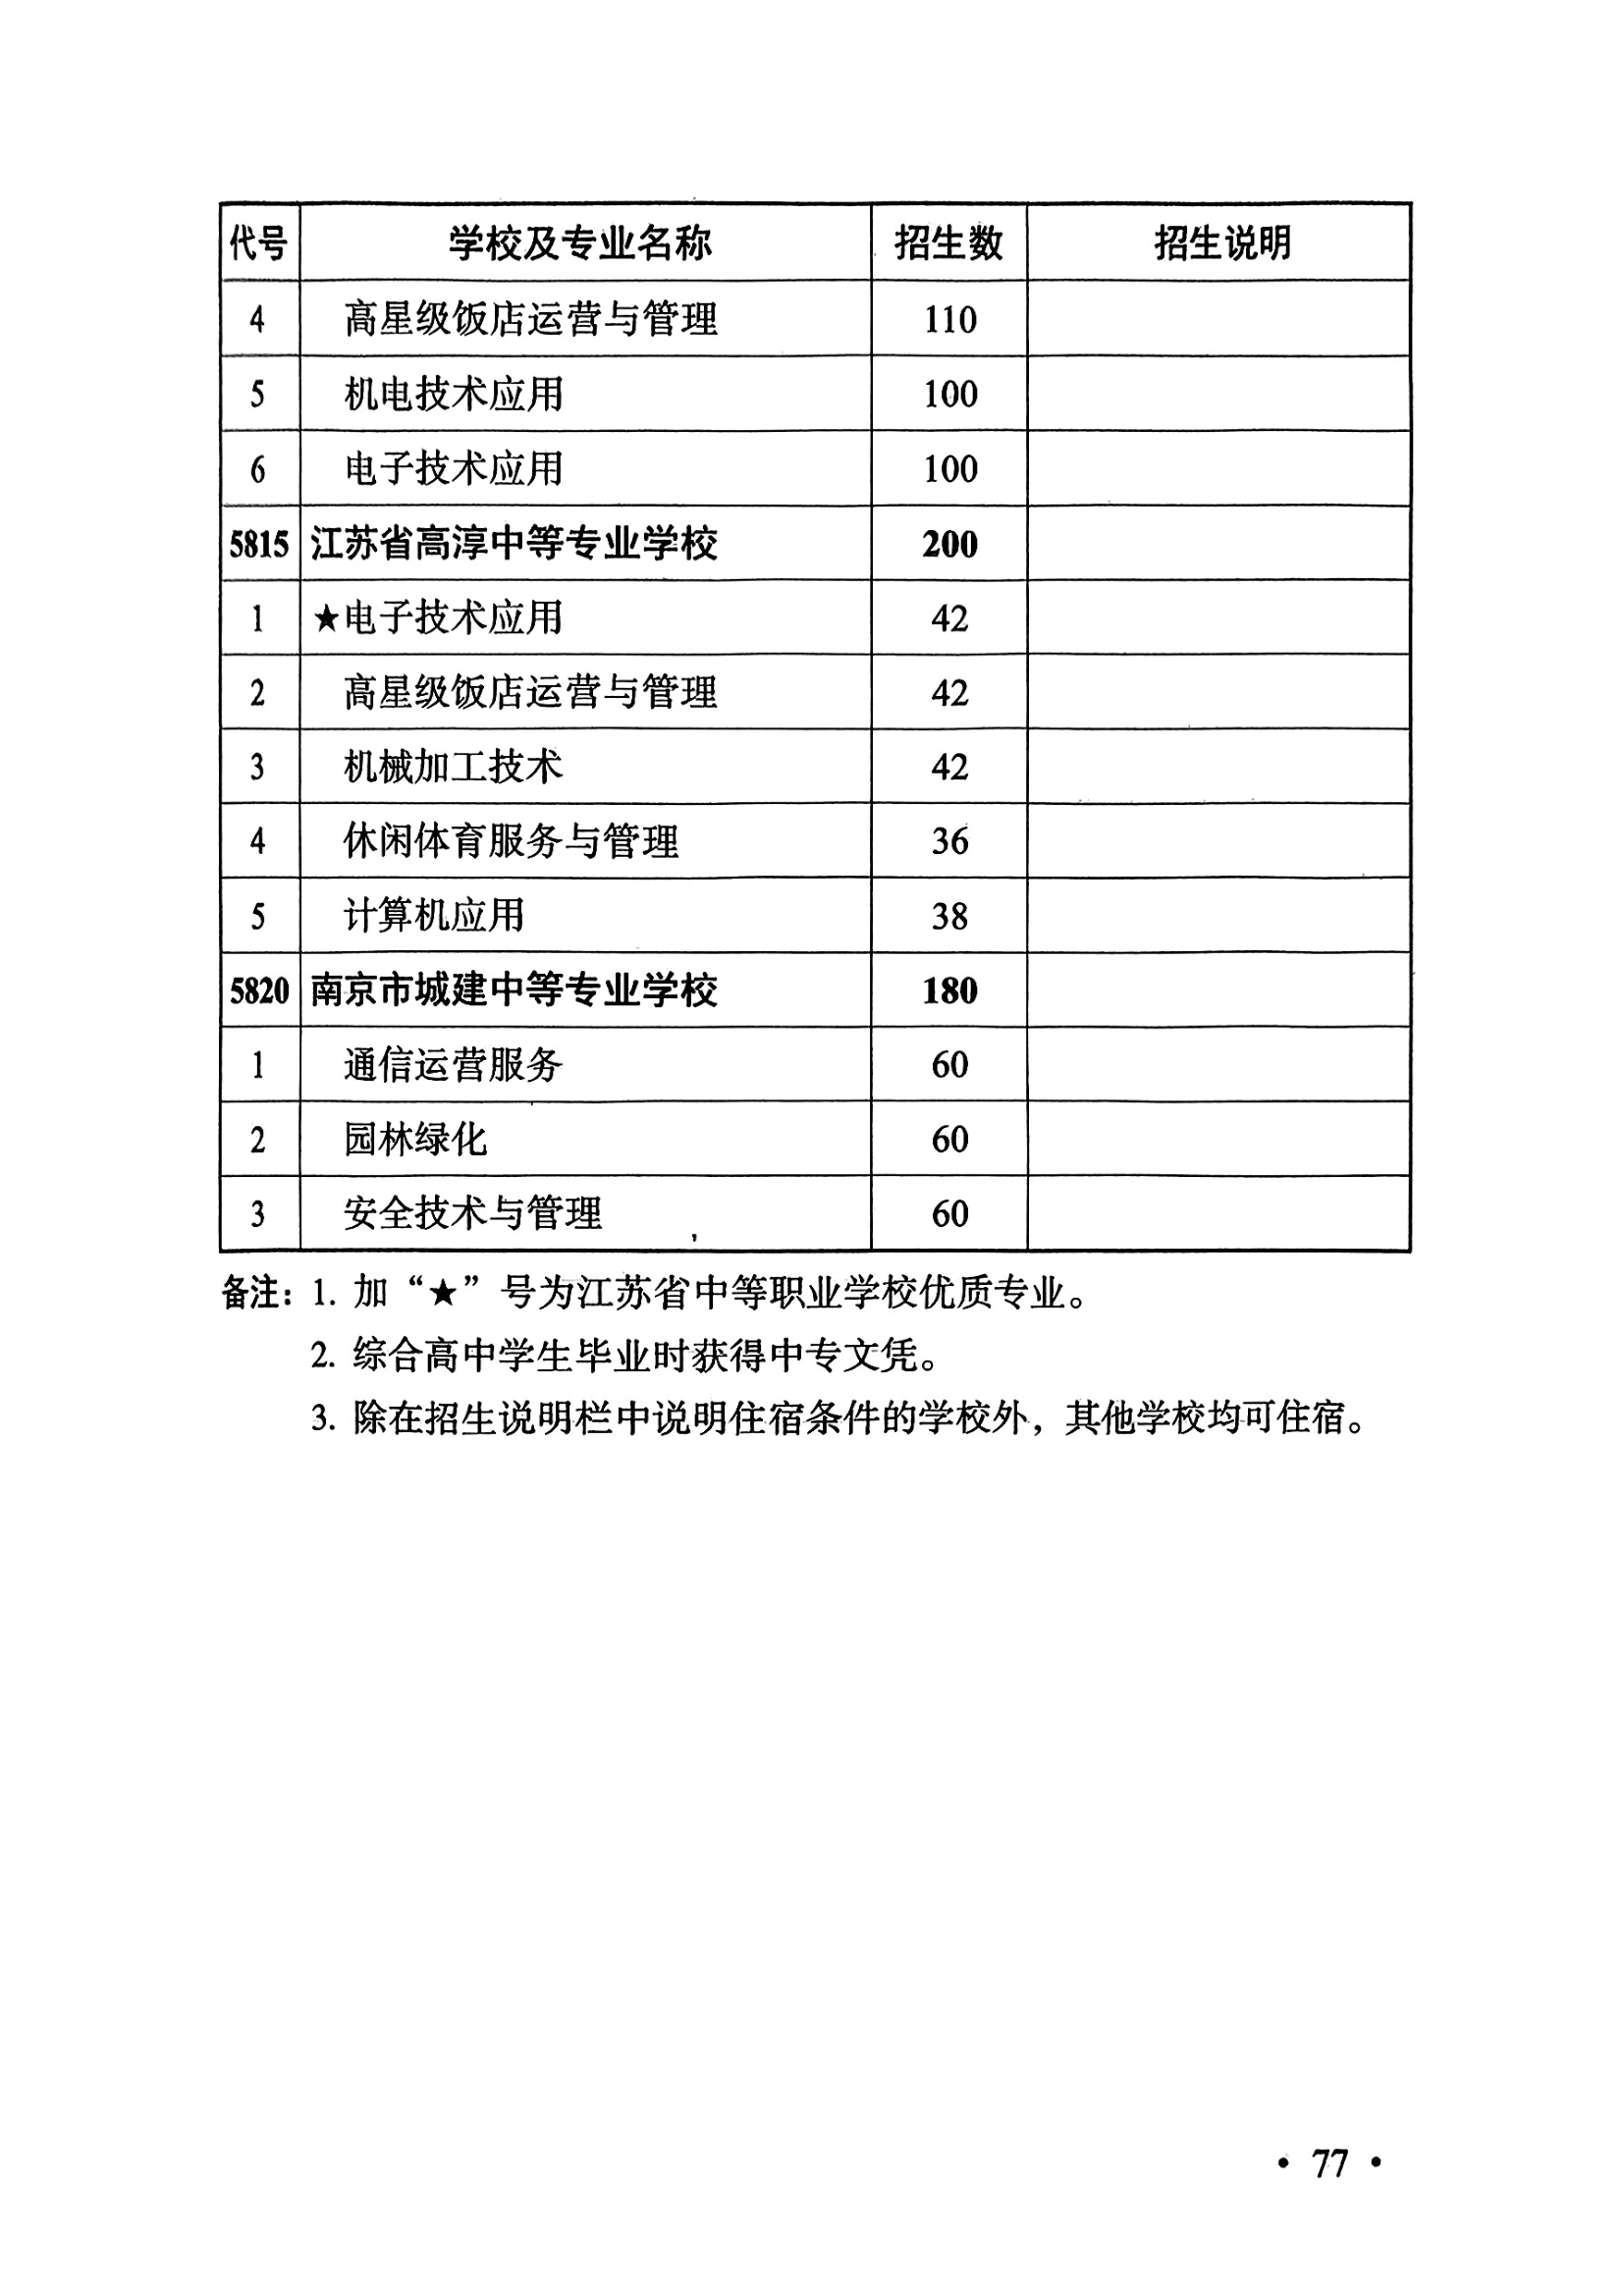 代号 学校及专业名称 招生数 招生说明
4 高星级饭店运营与管理 110
5 机电技术应用 100
6 电子技术应用 100
5815 江苏省高淳中等专业学校 200
1 ★电子技术应用 42
2 高星级饭店运营与管理 42
3 机械加工技术 42
4 休闲体育服务与管理 36
5 计算机应用 38
5820 南京市城建中等专业学校 180
1 通信运营服务 60
2 园林绿化 60
3 安全技术与管理 60
备注：1. 加“★”号为江苏省中等职业学校优质专业。
2. 综合高中学生毕业时获得中专文凭。
3. 除在招生说明栏中说明住宿条件的学校外，其他学校均可住宿。
• 77 •